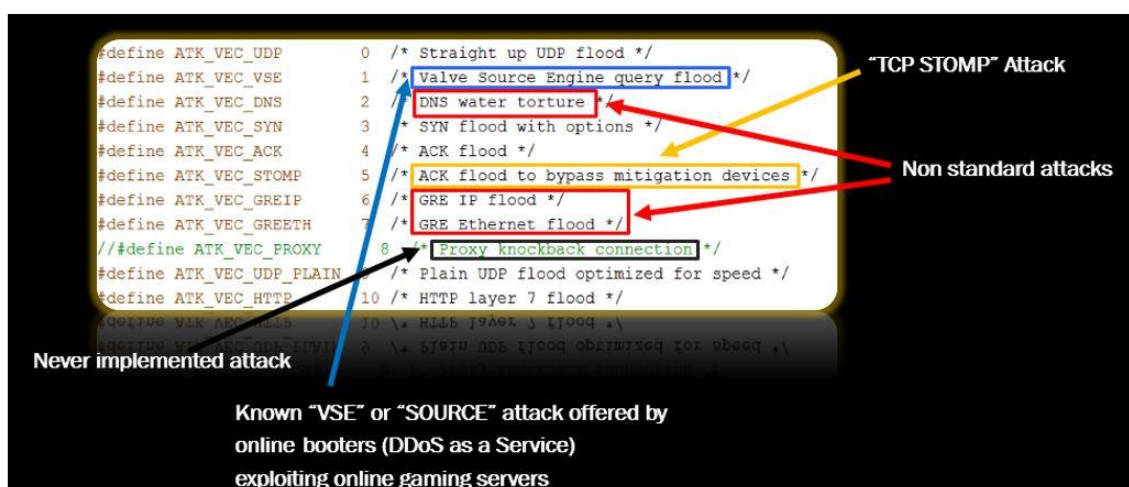 #define ATK_VEC_UDP 0 /* Straight up UDP flood */
#define ATK_VEC_VSE 1 /* Valve Source Engine query flood */
#define ATK_VEC_DNS 2 /* DNS water torture */
#define ATK_VEC_SYN 3 /* SYN flood with options */
#define ATK_VEC_ACK 4 /* ACK flood */
#define ATK_VEC_STOMP 5 /* ACK flood to bypass mitigation devices */
#define ATK_VEC_GREIP 6 /* GRE IP flood */
#define ATK_VEC_GREETH 7 /* GRE Ethernet flood */
//#define ATK_VEC_PROXY 8 /* Proxy knockback connection */
#define ATK_VEC_UDP_PLAIN /* Plain UDP flood optimized for speed */
#define ATK_VEC_HTTP 10 /* HTTP layer 7 flood */
"TCP STOMP" Attack
Non standard attacks
Never implemented attack
Known "VSE" or "SOURCE" attack offered by
online booters (DDoS as a Service)
exploiting online gaming servers